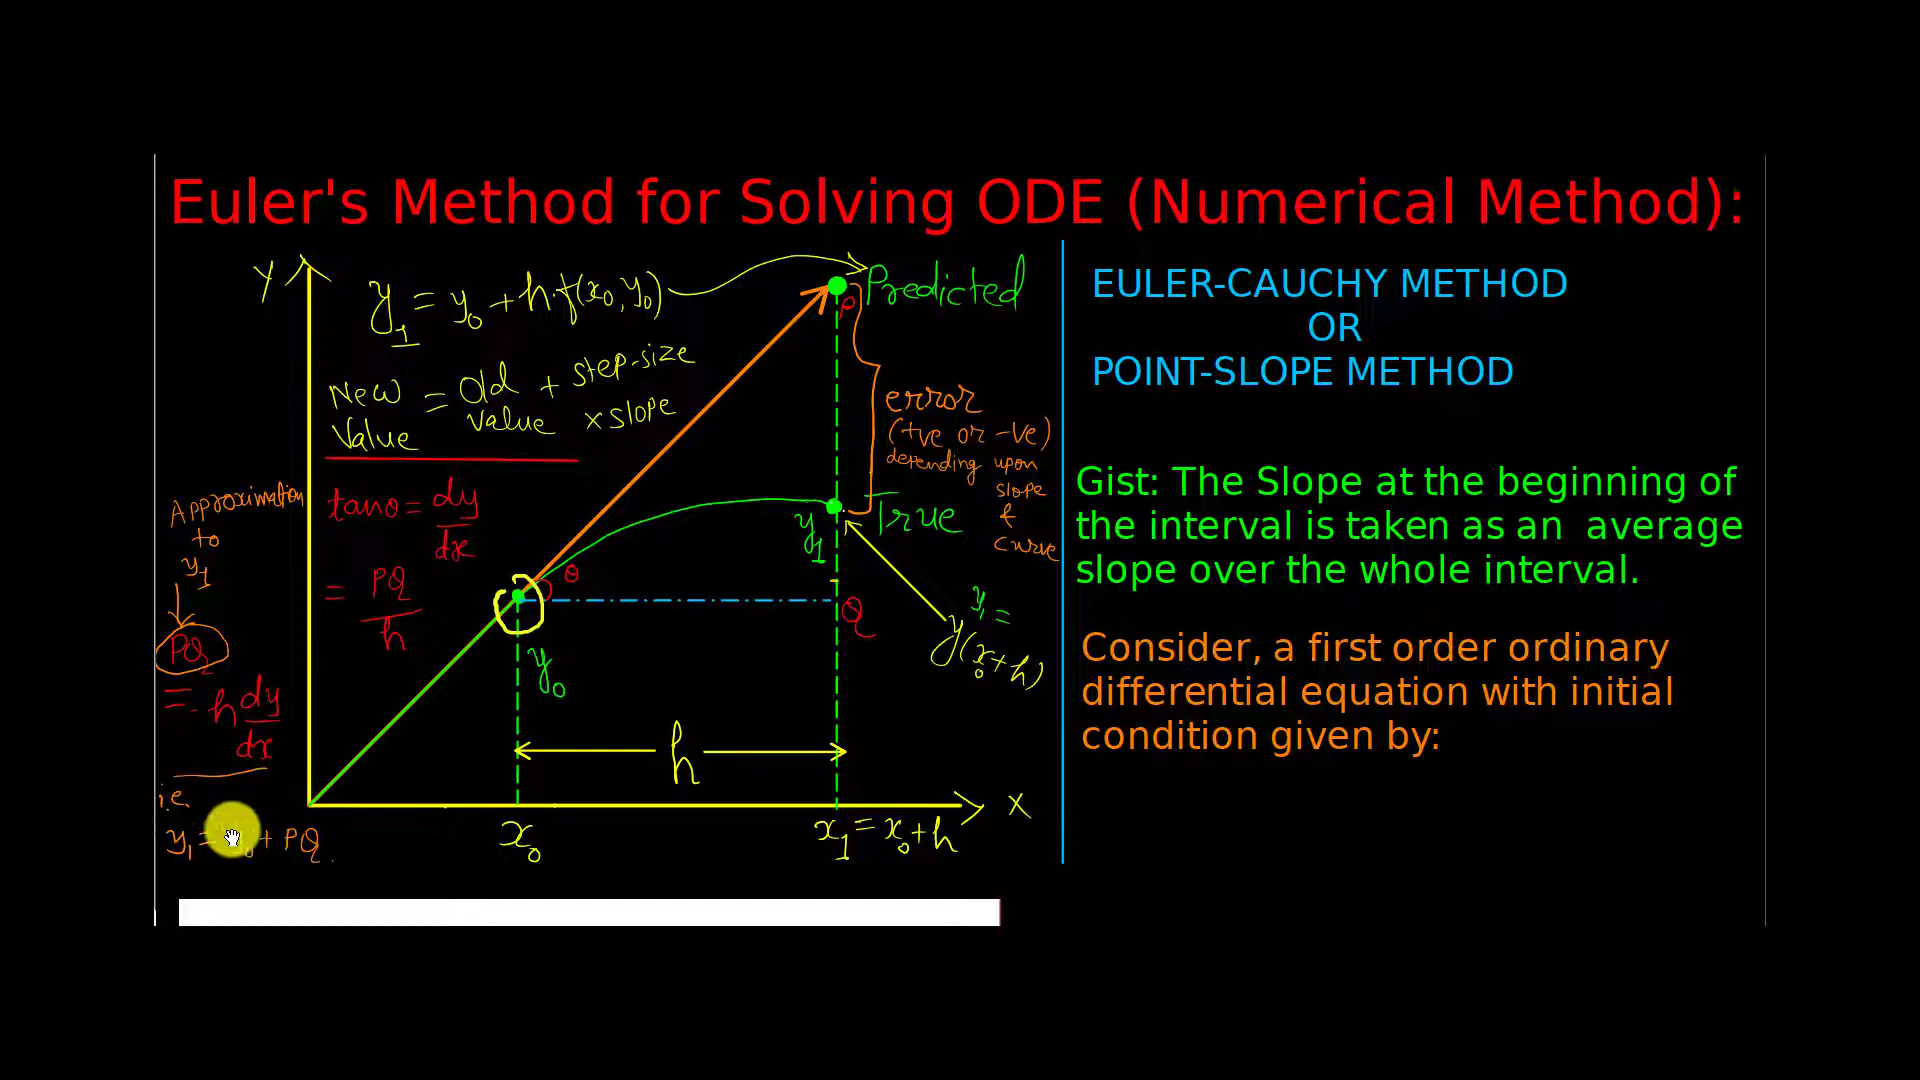 Euler's Method for Solving ODE (Numerical Method):
Y
y1 = y0 + h.f(x0, y0)
Predicted
P
New Value = Old value + step-size x slope
error
(+ve or -ve)
depending upon
slope
&
curve
tanθ = dy/dx
= PQ/h
Approximation
to
y1
PQ
= h dy/dx
i.e.
y1 = + PQ
θ
y0
y1
True
Q
y1 =
y(x0+h)
h
x0
x1 = x0+h
X
EULER-CAUCHY METHOD
OR
POINT-SLOPE METHOD
Gist: The Slope at the beginning of
the interval is taken as an average
slope over the whole interval.
Consider, a first order ordinary
differential equation with initial
condition given by: